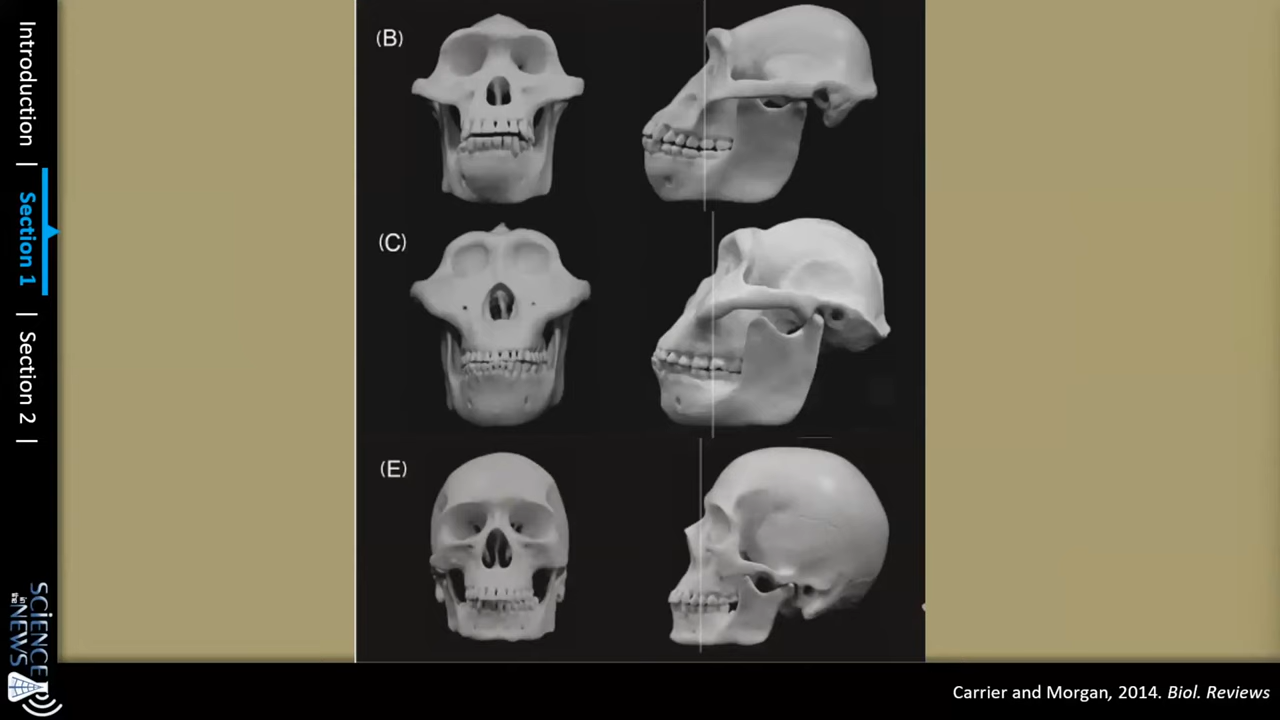 Introduction |
Section 1
| Section 2 |
SCIENCE
in the
NEWS
(B)
(C)
(E)
Carrier and Morgan, 2014. Biol. Reviews